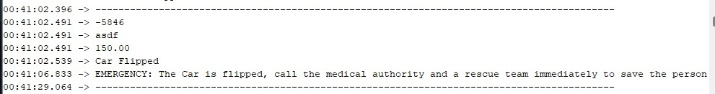 00:41:02.396 -> ----------------------------------------------------------------------------
00:41:02.491 -> -5846
00:41:02.491 -> asdf
00:41:02.491 -> 150.00
00:41:02.539 -> Car Flipped
00:41:06.833 -> EMERGENCY: The Car is flipped, call the medical authority and a rescue team immediately to save the person
00:41:29.064 -> ----------------------------------------------------------------------------